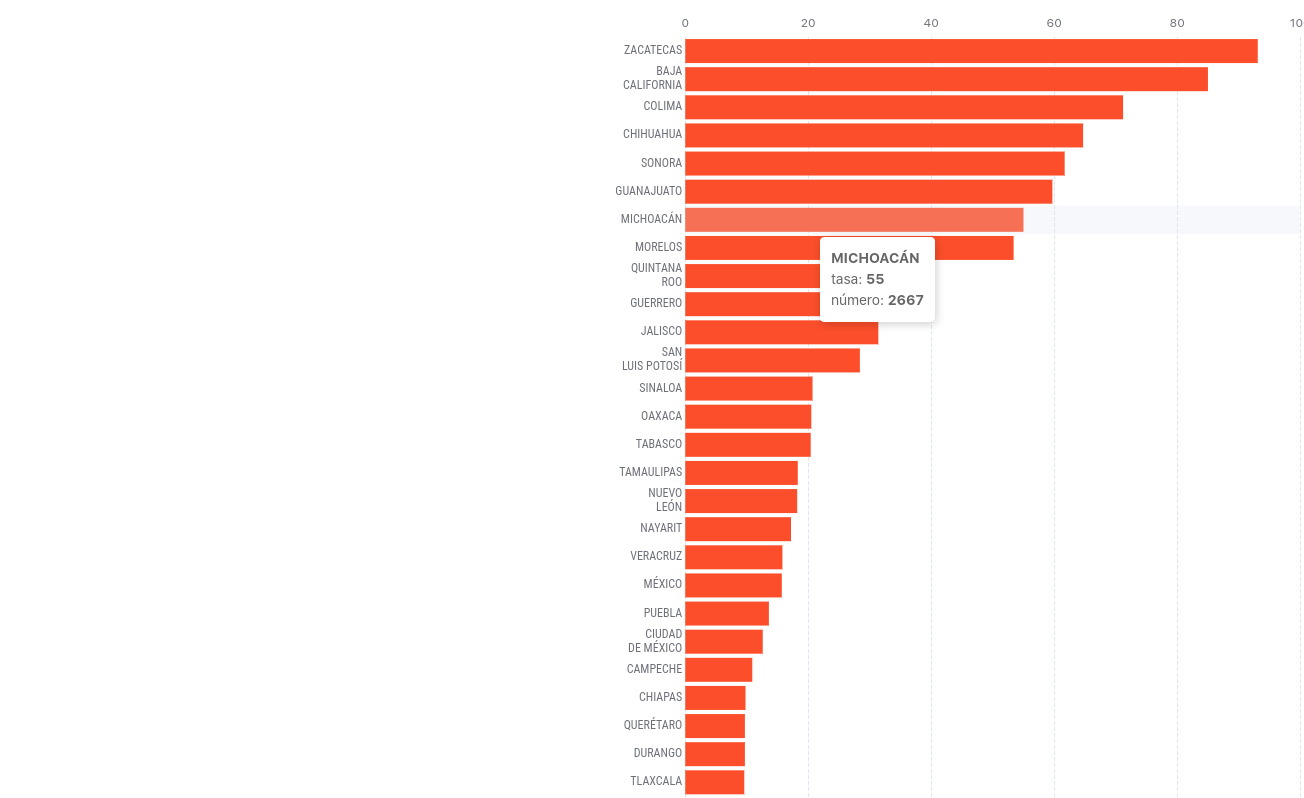 0 20 40 60 80 10
ZACATECAS
BAJA
CALIFORNIA
COLIMA
CHIHUAHUA
SONORA
GUANAJUATO
MICHOACÁN
MORELOS
MICHOACÁN
tasa: 55
número: 2667
QUINTANA
ROO
GUERRERO
JALISCO
SAN
LUIS POTOSÍ
SINALOA
OAXACA
TABASCO
TAMAULIPAS
NUEVO
LEÓN
NAYARIT
VERACRUZ
MÉXICO
PUEBLA
CIUDAD
DE MÉXICO
CAMPECHE
CHIAPAS
QUERÉTARO
DURANGO
TLAXCALA